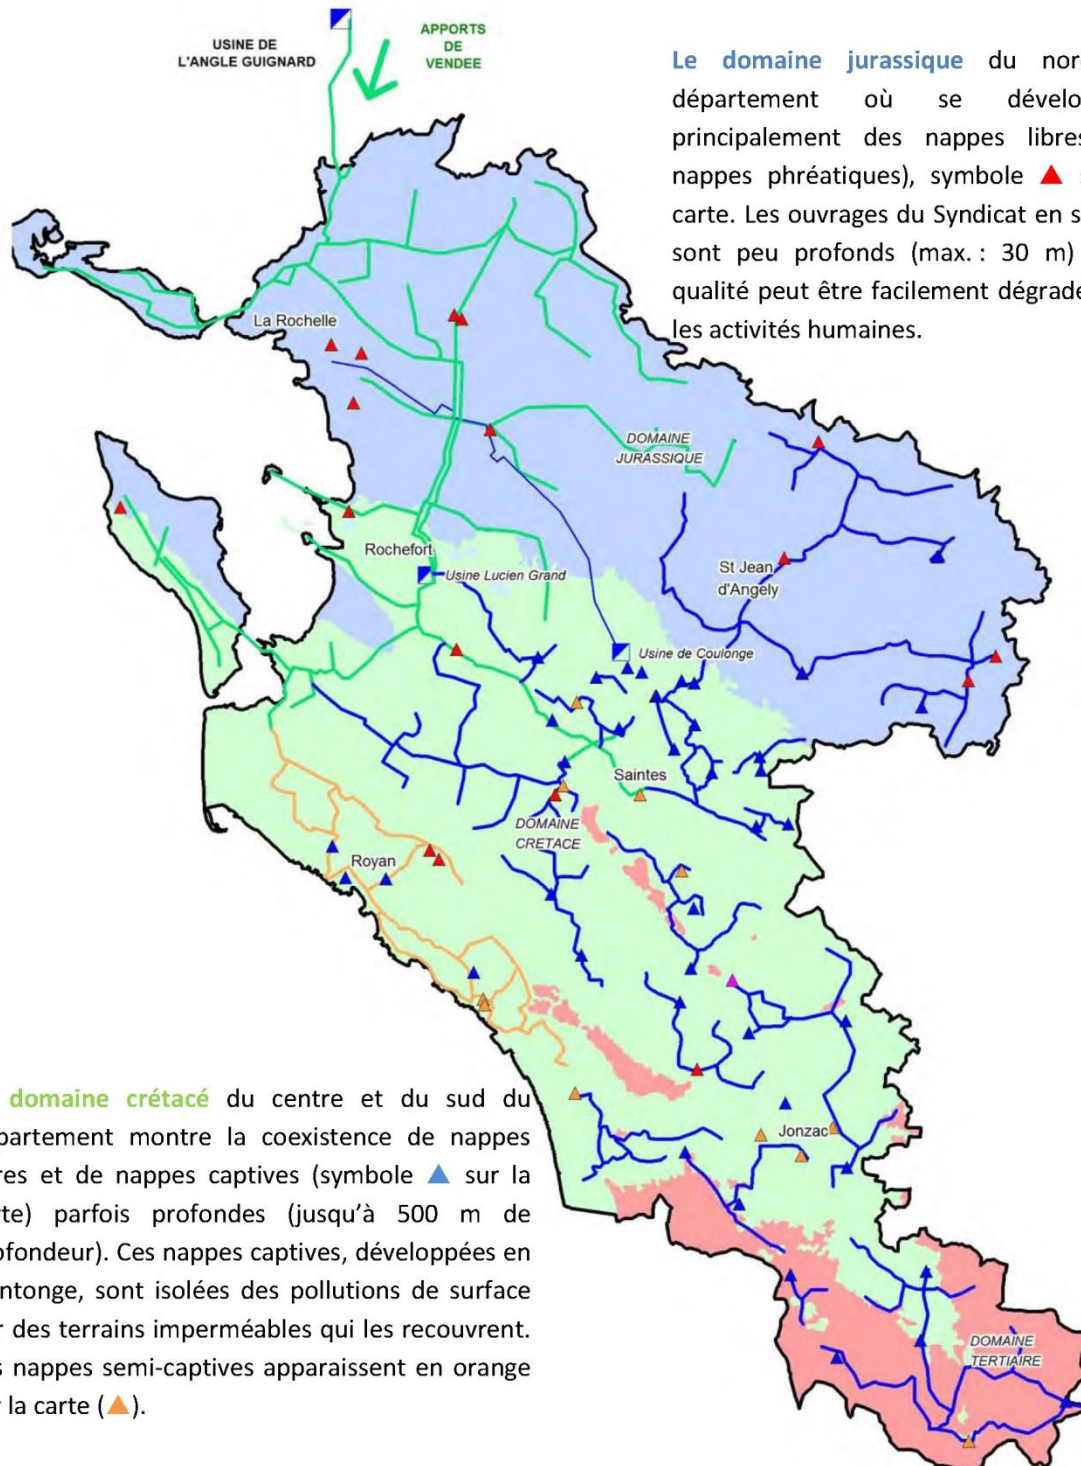 USINE DE
L'ANGLE GUIGNARD
APPORTS
DE
VENDEE
Le domaine jurassique du nor
département où se dévelo
principalement des nappes libres
nappes phréatiques), symbole ▲
carte. Les ouvrages du Syndicat en s
sont peu profonds (max. : 30 m)
qualité peut être facilement dégradé
les activités humaines.
La Rochelle
DOMAINE
JURASSIQUE
Rochefort
Usine Lucien Grand
St Jean
d'Angely
Usine de Coulonge
Saintes
DOMAINE
CRETACE
Royan
domaine crétacé du centre et du sud du
partement montre la coexistence de nappes
res et de nappes captives (symbole ▲ sur la
te) parfois profondes (jusqu'à 500 m de
ofondeur). Ces nappes captives, développées en
ntonge, sont isolées des pollutions de surface
r des terrains imperméables qui les recouvrent.
s nappes semi-captives apparaissent en orange
r la carte (▲).
Jonzac
DOMAINE
TERTIAIRE